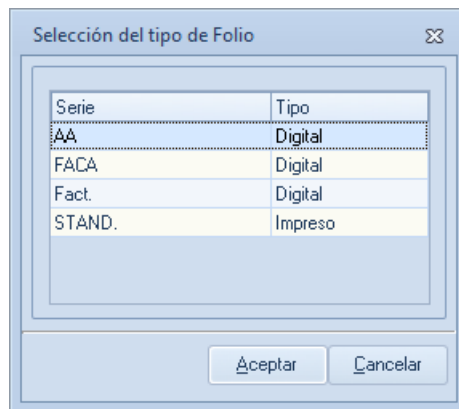 Selección del tipo de Folio
Serie Tipo
AA Digital
FACA Digital
Fact. Digital
STAND. Impreso
Aceptar Cancelar